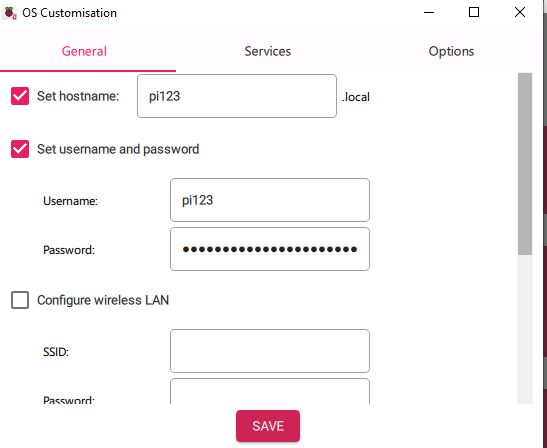 OS Customisation
General Services Options
Set hostname: pi123 .local
Set username and password
Username: pi123
Password: ••••••••••••••••••••••
Configure wireless LAN
SSID:
Password:
SAVE